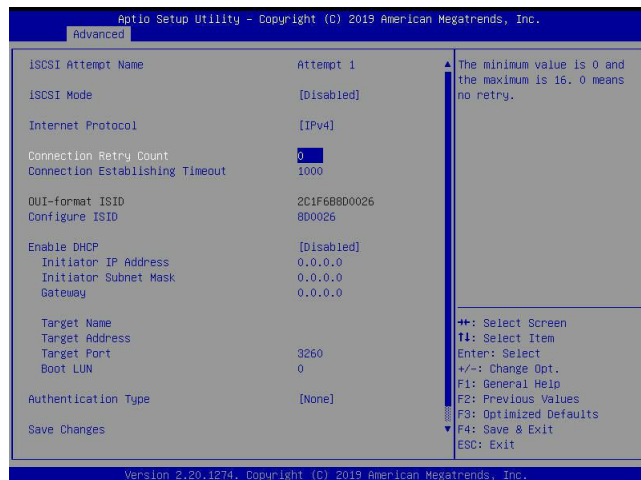 Aptio Setup Utility – Copyright (C) 2019 American Megatrends, Inc.
Advanced
iSCSI Attempt Name Attempt 1
iSCSI Mode [Disabled]
Internet Protocol [IPv4]
Connection Retry Count 0
Connection Establishing Timeout 1000
OUI-format ISID 2C1F6B8D0026
Configure ISID 8D0026
Enable DHCP [Disabled]
Initiator IP Address 0.0.0.0
Initiator Subnet Mask 0.0.0.0
Gateway 0.0.0.0
Target Name
Target Address
Target Port 3260
Boot LUN 0
Authentication Type [None]
Save Changes
The minimum value is 0 and
the maximum is 16. 0 means
no retry.
→←: Select Screen
↑↓: Select Item
Enter: Select
+/-: Change Opt.
F1: General Help
F2: Previous Values
F3: Optimized Defaults
F4: Save & Exit
ESC: Exit
Version 2.20.1274. Copyright (C) 2019 American Megatrends, Inc.